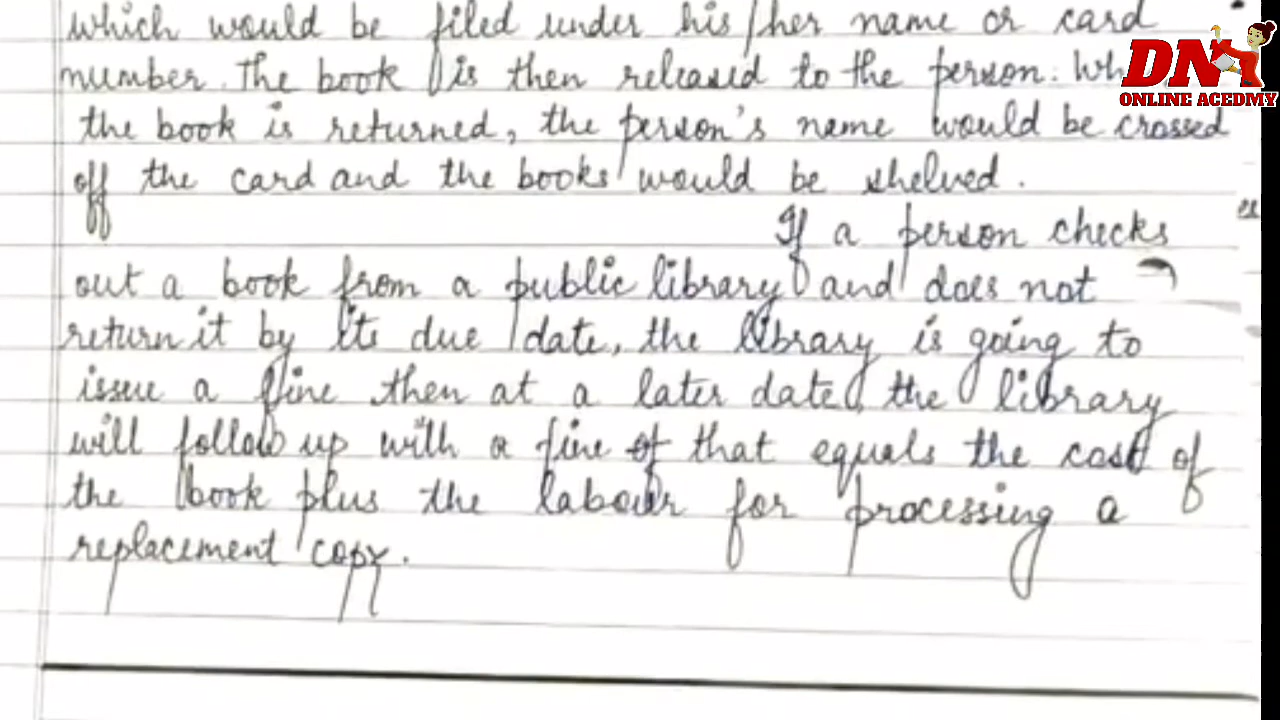 which would be filed under his/her name or card
number. The book is then released to the person. Wh
the book is returned, the person's name would be crossed
off the card and the books would be shelved.
If a person checks
out a book from a public library and does not
return it by its due date, the library is going to
issue a fine then at a later date, the library
will follow up with a fine of that equals the cost of
the book plus the labour for processing a
replacement copy.
DN
ONLINE ACEDMY